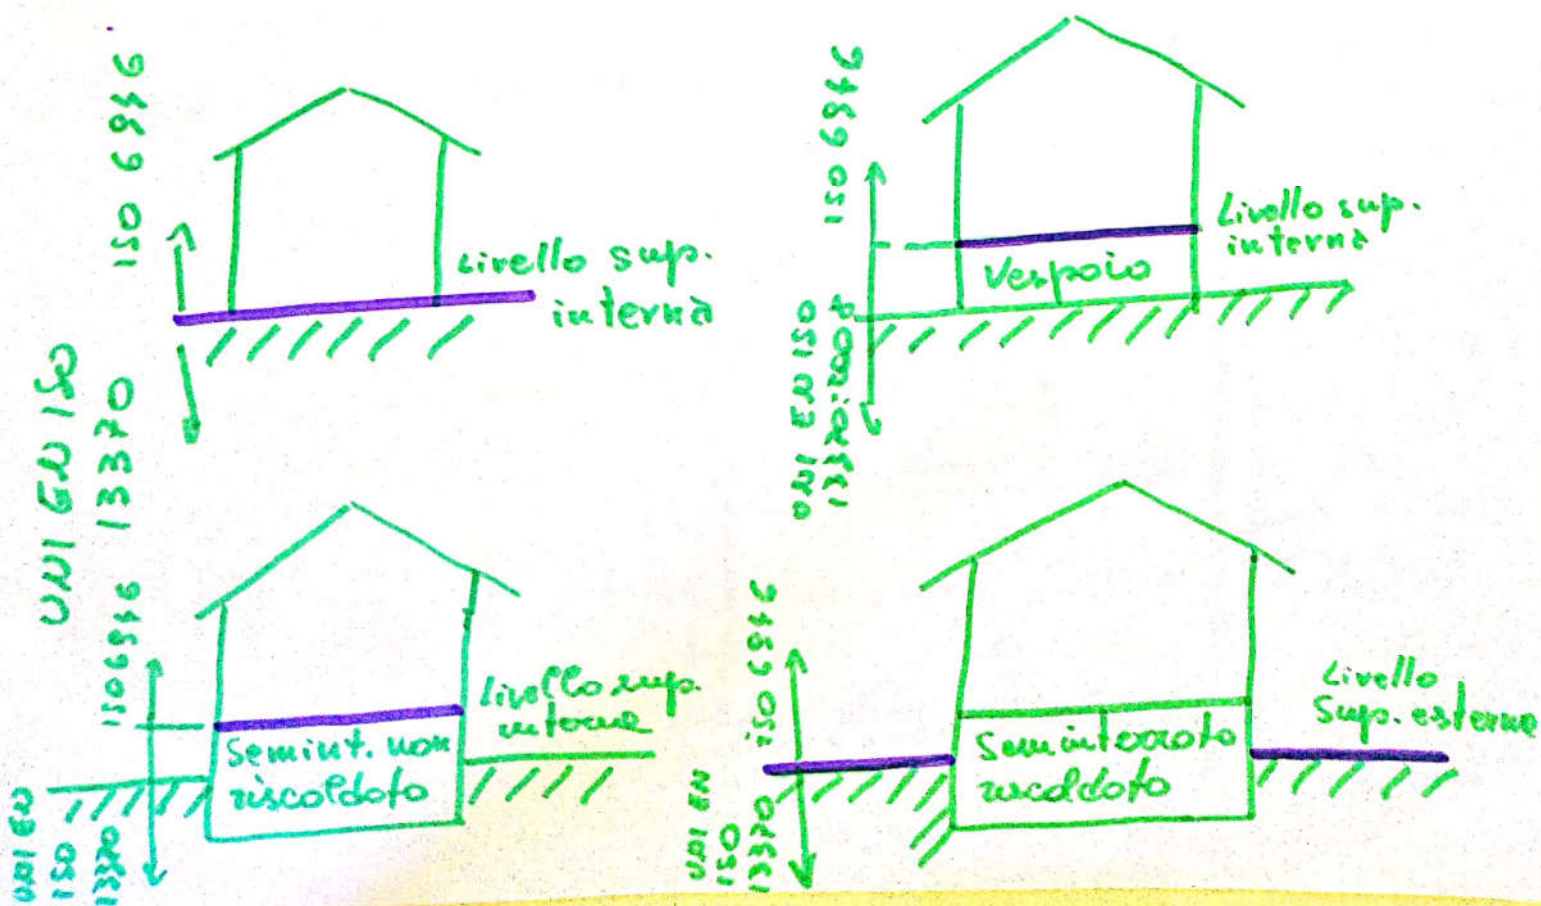 ISO 6946
Livello sup.
interna
UNI EN ISO
13370
ISO 6946
Livello sup.
interna
Vespaio
UNI EN ISO
13370:2008
ISO 6946
Livello sup.
interna
Semint. non
riscaldato
UNI EN
ISO
13370
ISO 6946
Livello
Sup. esterna
Seminterrato
riscaldato
UNI EN
ISO
13370